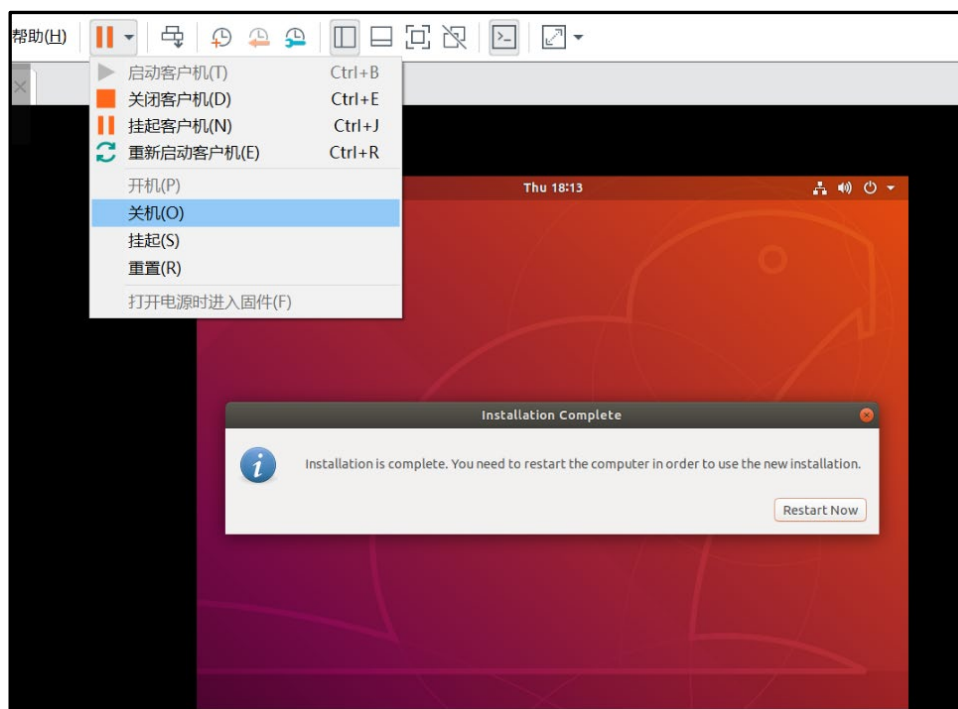 帮助(H)
启动客户机(T) Ctrl+B
关闭客户机(D) Ctrl+E
挂起客户机(N) Ctrl+J
重新启动客户机(E) Ctrl+R
开机(P)
关机(O)
挂起(S)
重置(R)
打开电源时进入固件(F)
Thu 18:13
Installation Complete
Installation is complete. You need to restart the computer in order to use the new installation.
Restart Now